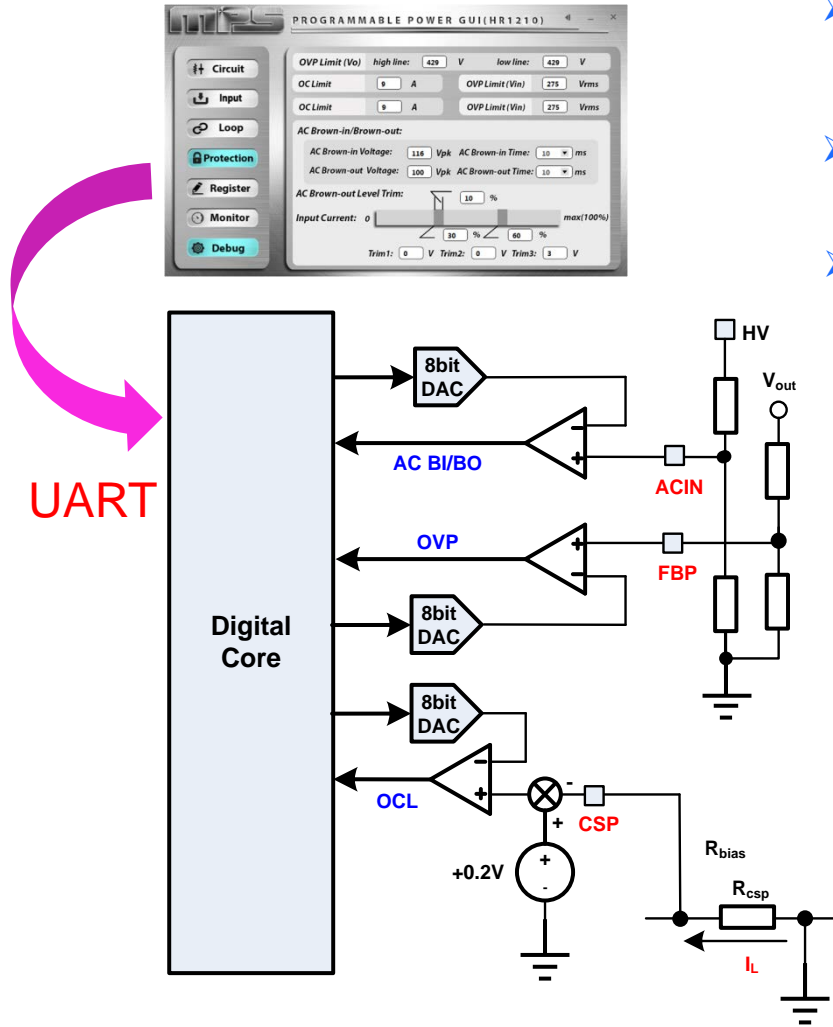 MPS PROGRAMMABLE POWER GUI(HR1210)
Circuit
Input
Loop
Protection
Register
Monitor
Debug
OVP Limit (Vo) high line: 429 V low line: 429 V
OC Limit 9 A OVP Limit (Vin) 275 Vrms
OC Limit 9 A OVP Limit (Vin) 275 Vrms
AC Brown-in/Brown-out:
AC Brown-in Voltage: 116 Vpk AC Brown-in Time: 10 ms
AC Brown-out Voltage: 100 Vpk AC Brown-out Time: 10 ms
AC Brown-out Level Trim: 10 %
Input Current: 0 max(100%)
30 % 60 %
Trim1: 0 V Trim2: 0 V Trim3: 3 V
UART
Digital
Core
8bit
DAC
- +
AC BI/BO
ACIN
HV
Vout
OVP
+ -
FBP
8bit
DAC
8bit
DAC
- +
OCL
- +
CSP
+0.2V
+
-
Rbias
Rcsp
IL